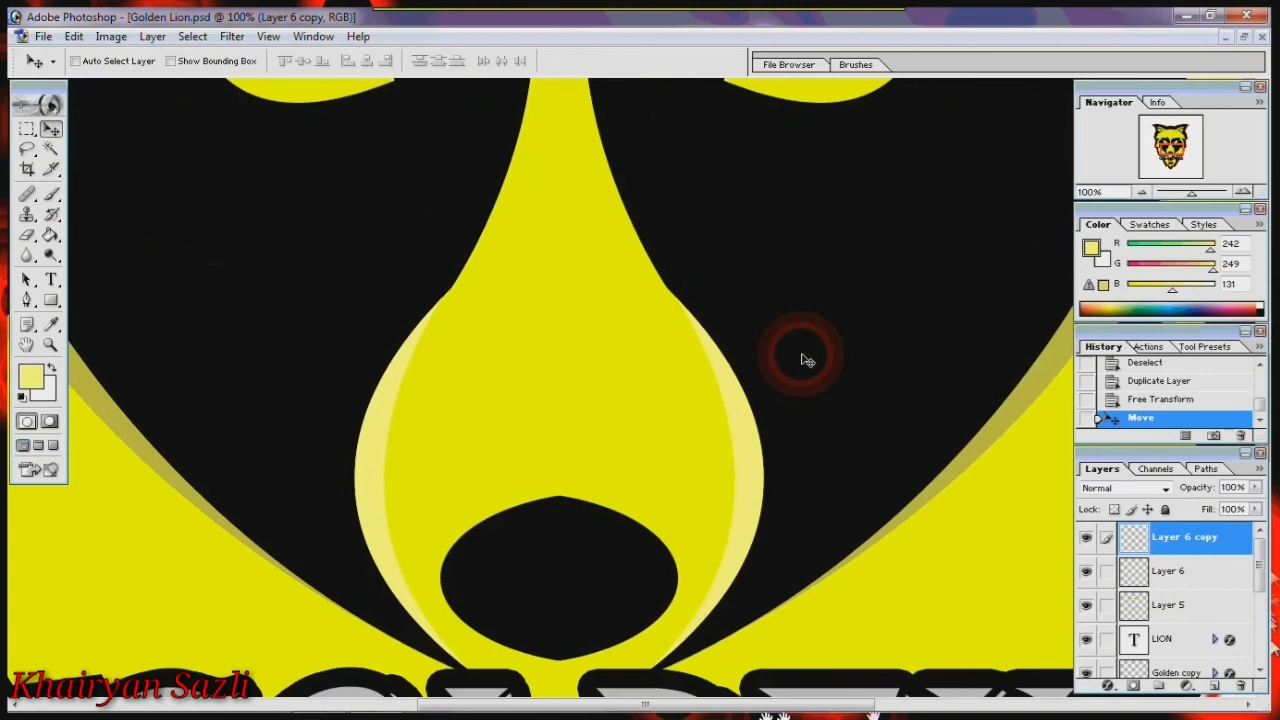 Adobe Photoshop - [Golden Lion.psd @ 100% (Layer 6 copy, RGB)]
File Edit Image Layer Select Filter View Window Help
Auto Select Layer Show Bounding Box File Browser Brushes
Navigator Info
100%
Color Swatches Styles
R 242
G 249
B 131
History Actions Tool Presets
Deselect
Duplicate Layer
Free Transform
Move
Layers Channels Paths
Normal Opacity: 100%
Lock: Fill: 100%
Layer 6 copy
Layer 6
Layer 5
T LION
Golden copy
T
Khairyan Sazli